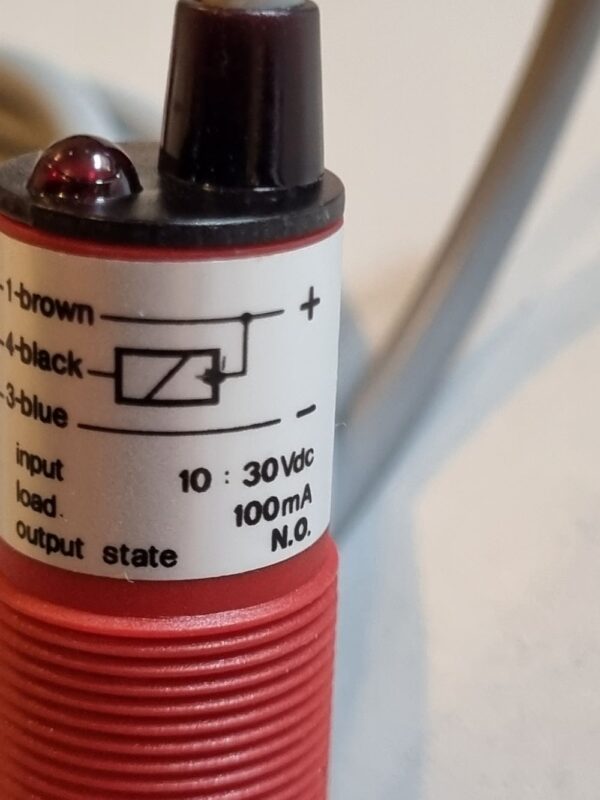 -1-brown +
-4-black
-3-blue -
input 10 : 30Vdc
load. 100mA
output state N.O.